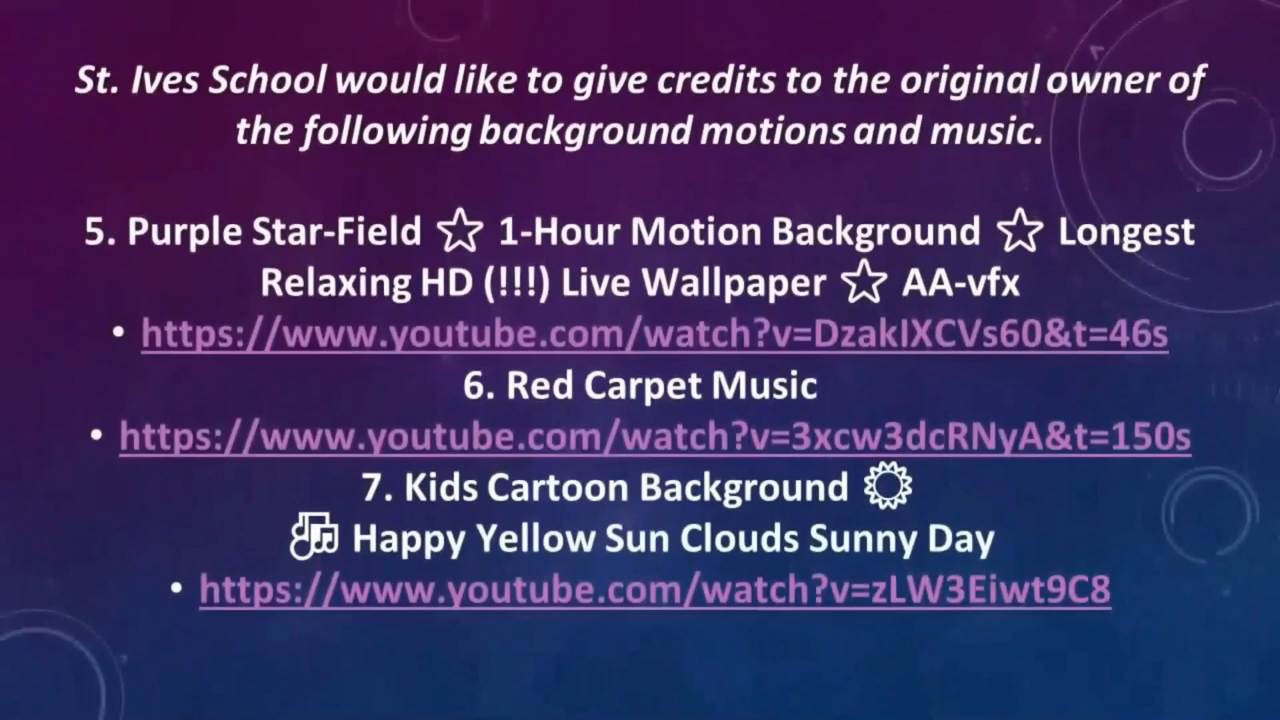 St. Ives School would like to give credits to the original owner of
the following background motions and music.
5. Purple Star-Field ☆ 1-Hour Motion Background ☆ Longest
Relaxing HD (!!!) Live Wallpaper ☆ AA-vfx
• https://www.youtube.com/watch?v=DzakIXCVs60&t=46s
6. Red Carpet Music
• https://www.youtube.com/watch?v=3xcw3dcRNyA&t=150s
7. Kids Cartoon Background
Happy Yellow Sun Clouds Sunny Day
• https://www.youtube.com/watch?v=zLW3Eiwt9C8